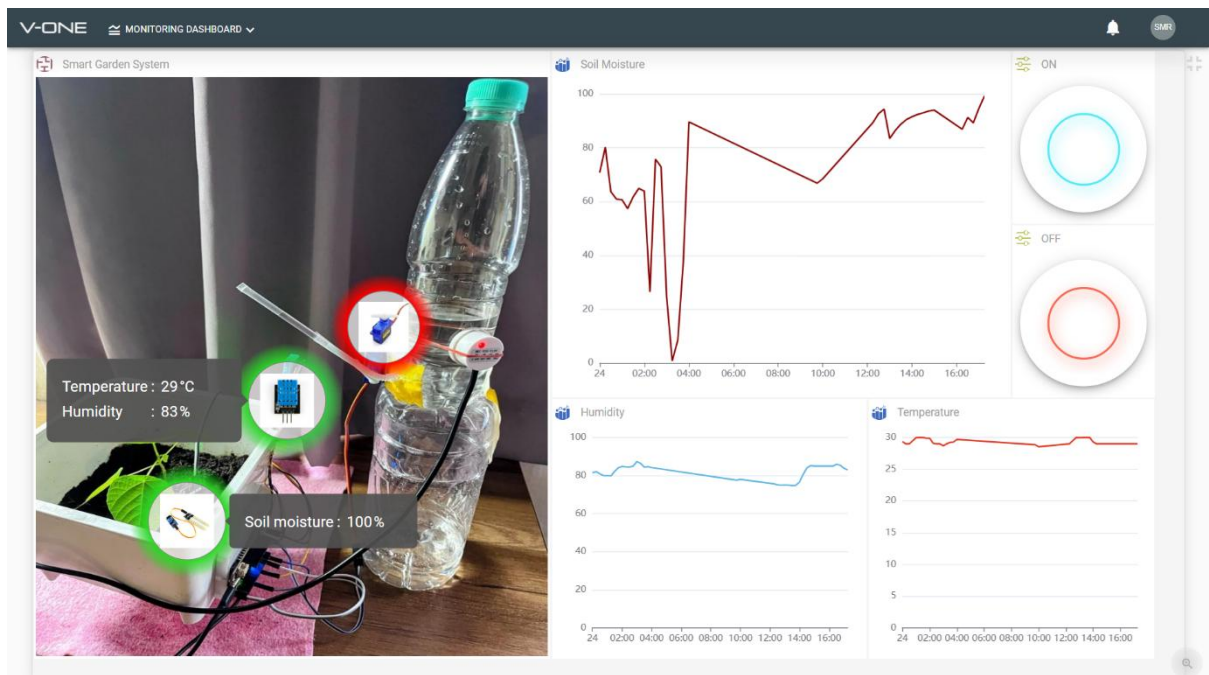 V-ONE
MONITORING DASHBOARD
SMR
Smart Garden System
Temperature : 29°C
Humidity : 83%
Soil moisture : 100%
Soil Moisture
100
80
60
40
20
0
24 02:00 04:00 06:00 08:00 10:00 12:00 14:00 16:00
ON
OFF
Humidity
100
80
60
40
20
0
24 02:00 04:00 06:00 08:00 10:00 12:00 14:00 16:00
Temperature
30
25
20
15
10
5
0
24 02:00 04:00 06:00 08:00 10:00 12:00 14:00 16:00